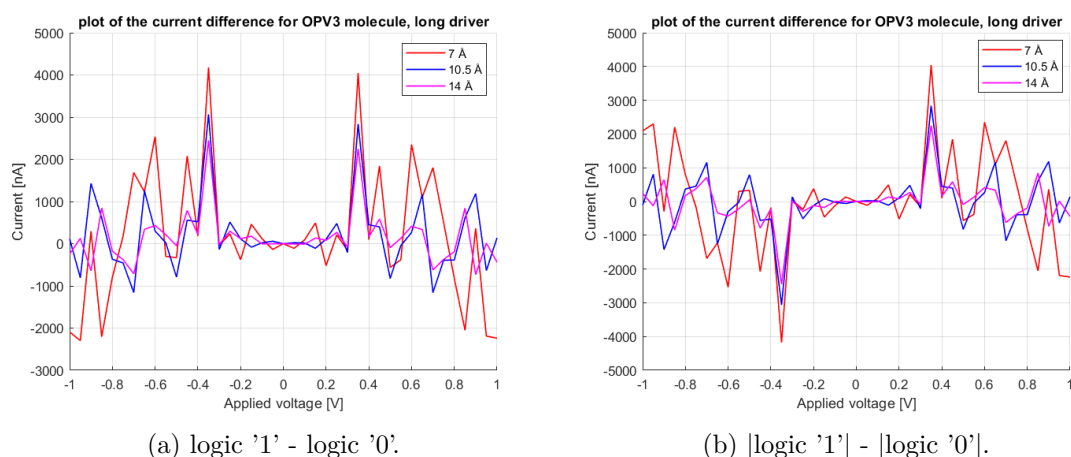 plot of the current difference for OPV3 molecule, long driver
5000
4000
3000
2000
1000
0
-1000
-2000
-3000
Current [nA]
7 Å
10.5 Å
14 Å
-1 -0.8 -0.6 -0.4 -0.2 0 0.2 0.4 0.6 0.8 1
Applied voltage [V]
(a) logic '1' - logic '0'.
plot of the current difference for OPV3 molecule, long driver
5000
4000
3000
2000
1000
0
-1000
-2000
-3000
-4000
-5000
Current [nA]
7 Å
10.5 Å
14 Å
-1 -0.8 -0.6 -0.4 -0.2 0 0.2 0.4 0.6 0.8 1
Applied voltage [V]
(b) |logic '1'| - |logic '0'|.